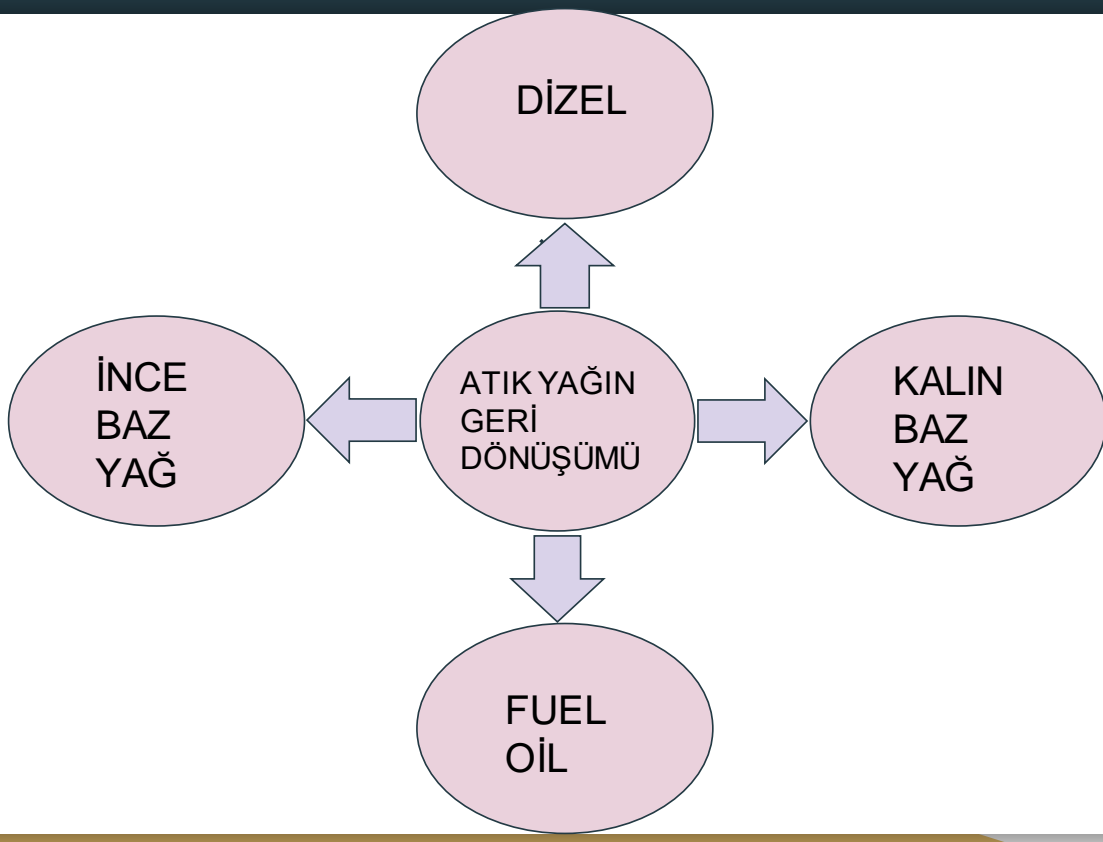 DİZEL
İNCE
BAZ
YAĞ
ATIK YAĞIN
GERİ
DÖNÜŞÜMÜ
KALIN
BAZ
YAĞ
FUEL
OİL